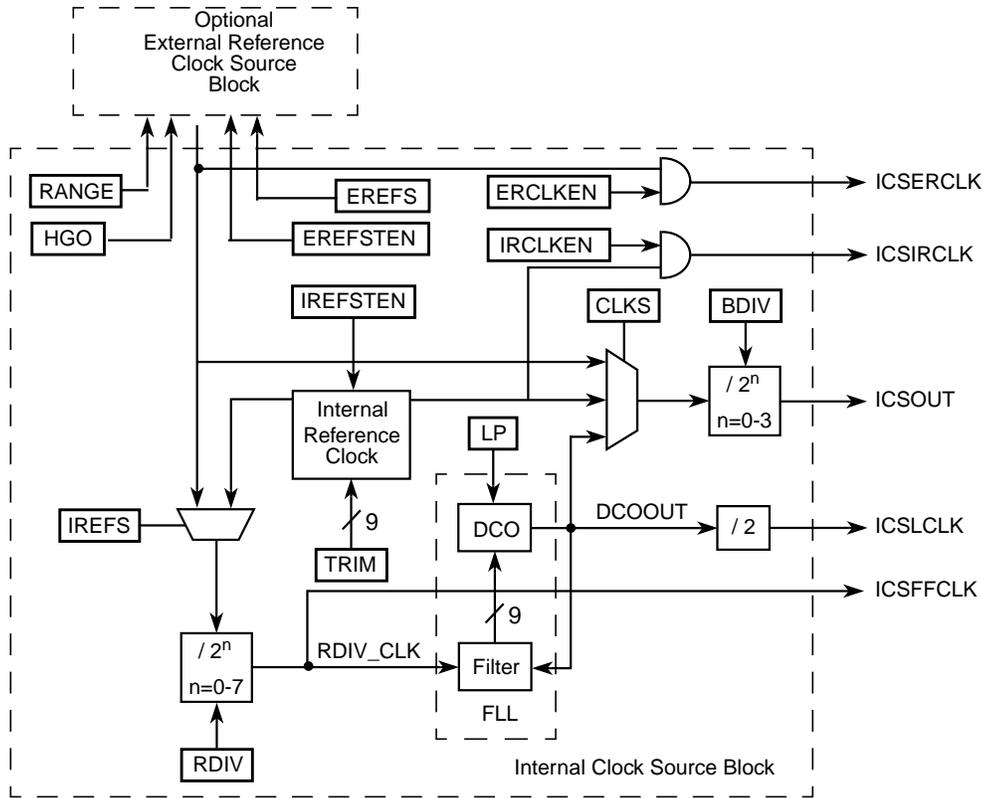 Optional
External Reference
Clock Source
Block
RANGE
HGO
EREFS
EREFSTEN
ERCLKEN
IRCLKEN
ICSERCLK
ICSIRCLK
IREFSTEN
CLKS
BDIV
Internal
Reference
Clock
/ 2ⁿ
n=0-3
ICSOUT
LP
IREFS
9
TRIM
DCO
DCOOUT
/ 2
ICSLCLK
ICSFFCLK
9
/ 2ⁿ
n=0-7
RDIV_CLK
Filter
FLL
RDIV
Internal Clock Source Block